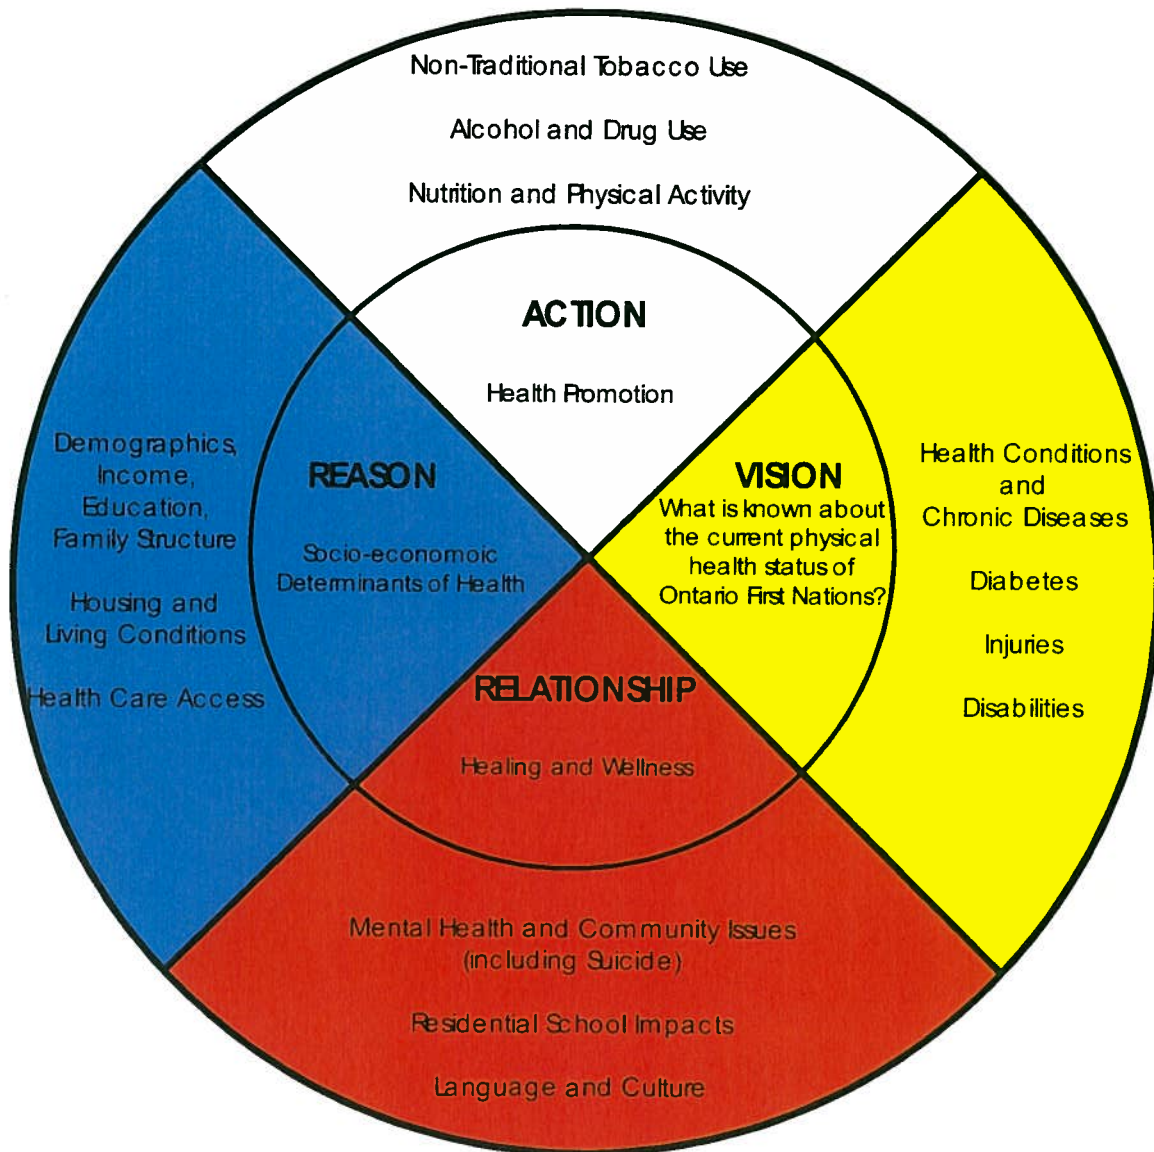 Non-Traditional Tobacco Use
Alcohol and Drug Use
Nutrition and Physical Activity
ACTION
Health Promotion
Demographics,
Income,
Education,
Family Structure
Housing and
Living Conditions
Health Care Access
REASON
Socio-economoic
Determinants of Health
VISION
What is known about
the current physical
health status of
Ontario First Nations?
Health Conditions
and
Chronic Diseases
Diabetes
Injuries
Disabilities
RELATIONSHIP
Healing and Wellness
Mental Health and Community Issues
(including Suicide)
Residential School Impacts
Language and Culture